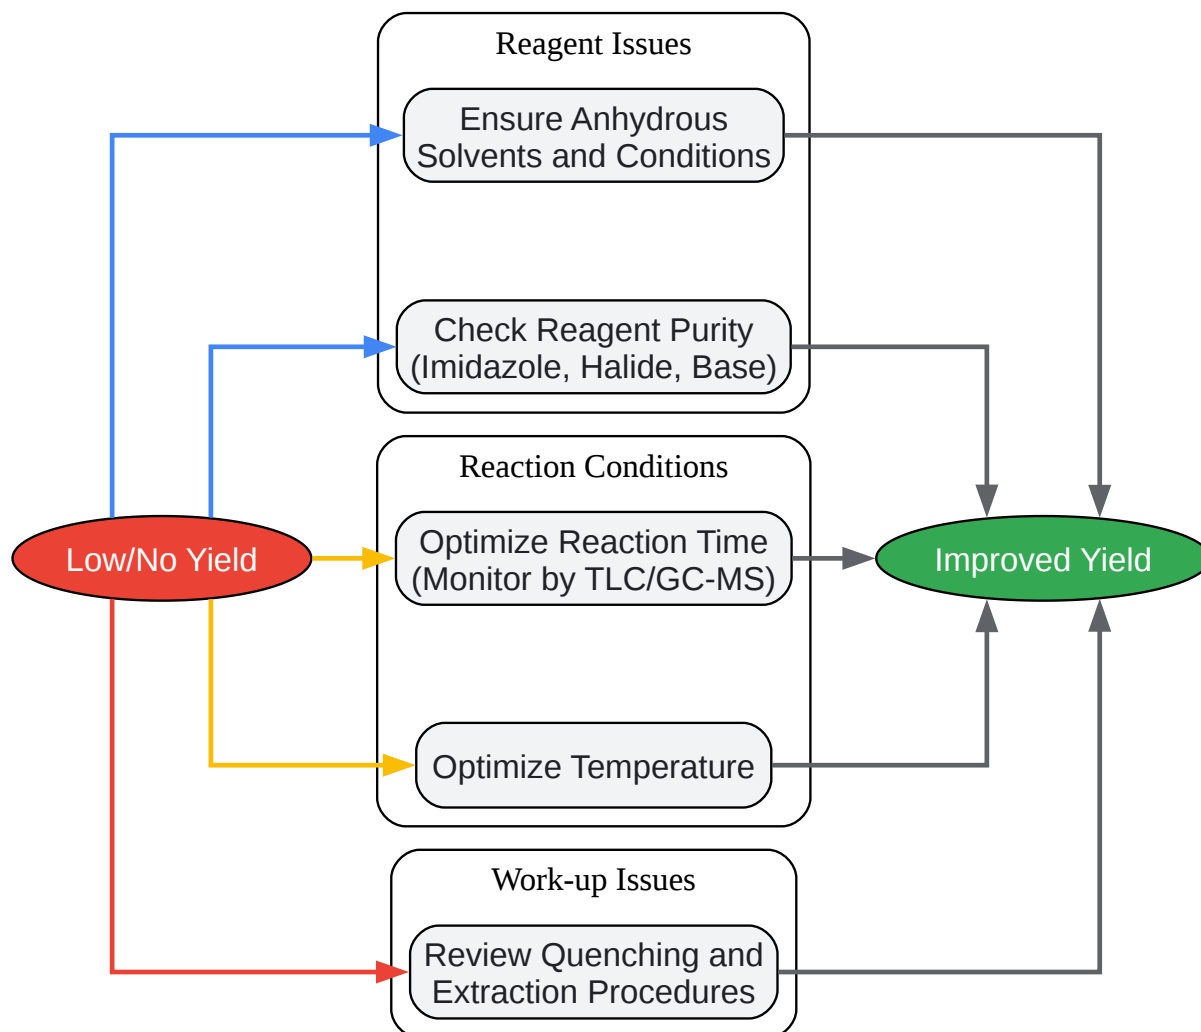 Reagent Issues
Ensure Anhydrous
Solvents and Conditions
Check Reagent Purity
(Imidazole, Halide, Base)
Reaction Conditions
Low/No Yield
Optimize Reaction Time
(Monitor by TLC/GC-MS)
Improved Yield
Optimize Temperature
Work-up Issues
Review Quenching and
Extraction Procedures